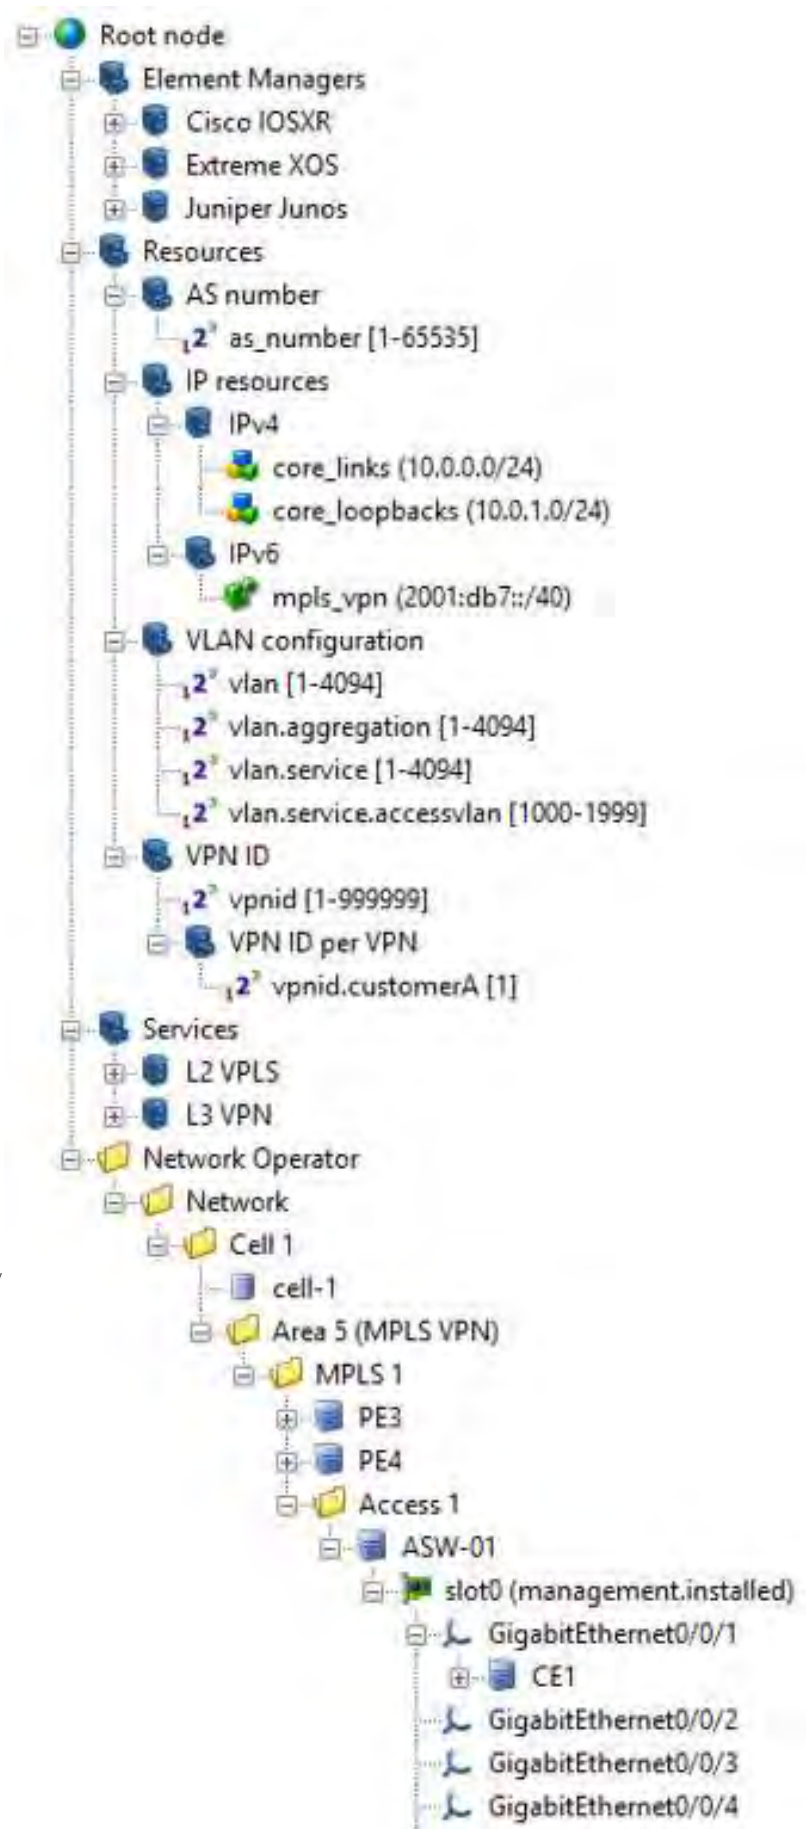 Root node
Element Managers
Cisco IOSXR
Extreme XOS
Juniper Junos
Resources
AS number
as_number [1-65535]
IP resources
IPv4
core_links (10.0.0.0/24)
core_loopbacks (10.0.1.0/24)
IPv6
mpls_vpn (2001:db7::/40)
VLAN configuration
vlan [1-4094]
vlan.aggregation [1-4094]
vlan.service [1-4094]
vlan.service.accessvlan [1000-1999]
VPN ID
vpnid [1-999999]
VPN ID per VPN
vpnid.customerA [1]
Services
L2 VPLS
L3 VPN
Network Operator
Network
Cell 1
cell-1
Area 5 (MPLS VPN)
MPLS 1
PE3
PE4
Access 1
ASW-01
slot0 (management.installed)
GigabitEthernet0/0/1
CE1
GigabitEthernet0/0/2
GigabitEthernet0/0/3
GigabitEthernet0/0/4